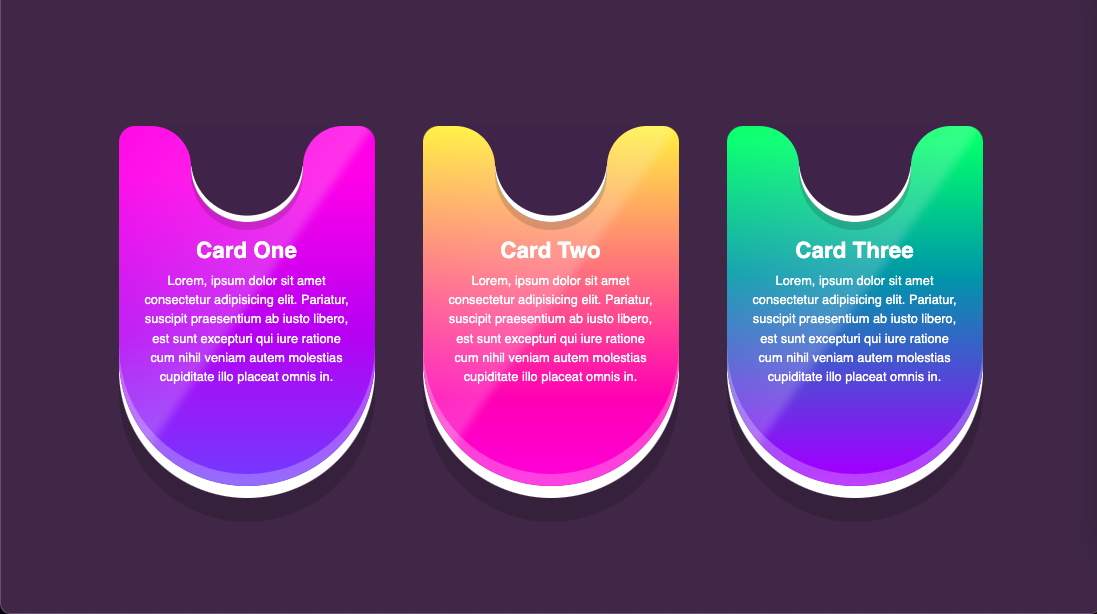 Card One
Lorem, ipsum dolor sit amet
consectetur adipisicing elit. Pariatur,
suscipit praesentium ab iusto libero,
est sunt excepturi qui iure ratione
cum nihil veniam autem molestias
cupiditate illo placeat omnis in.
Card Two
Lorem, ipsum dolor sit amet
consectetur adipisicing elit. Pariatur,
suscipit praesentium ab iusto libero,
est sunt excepturi qui iure ratione
cum nihil veniam autem molestias
cupiditate illo placeat omnis in.
Card Three
Lorem, ipsum dolor sit amet
consectetur adipisicing elit. Pariatur,
suscipit praesentium ab iusto libero,
est sunt excepturi qui iure ratione
cum nihil veniam autem molestias
cupiditate illo placeat omnis in.